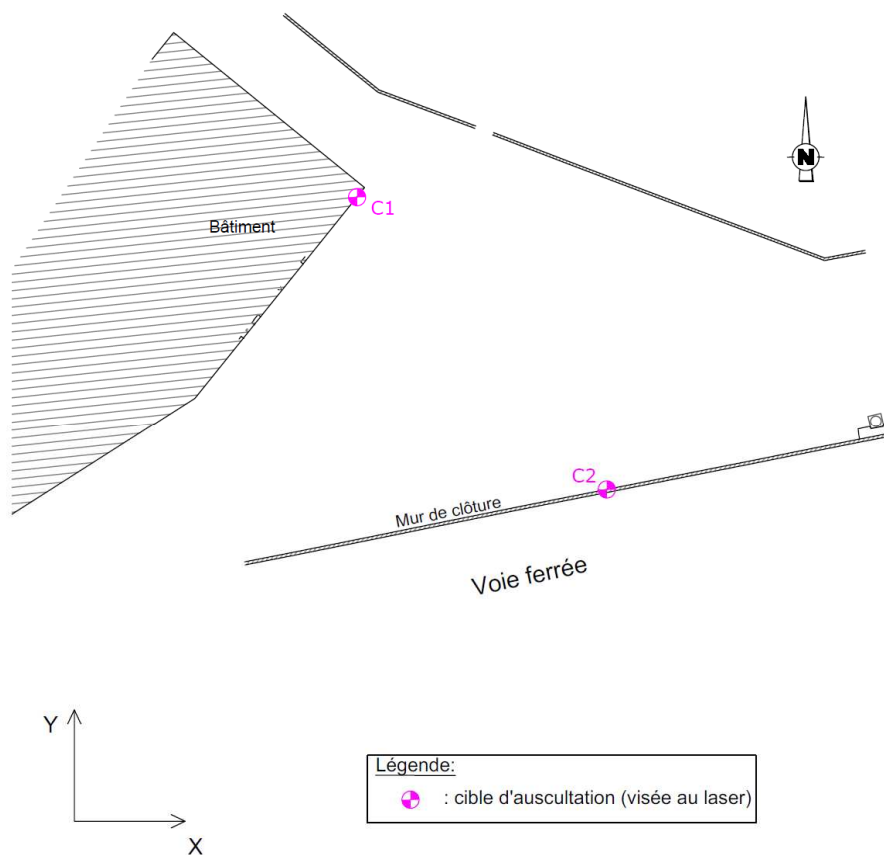 N
C1
Bâtiment
C2
Mur de clôture
Voie ferrée
Y
X
Légende:
: cible d'auscultation (visée au laser)